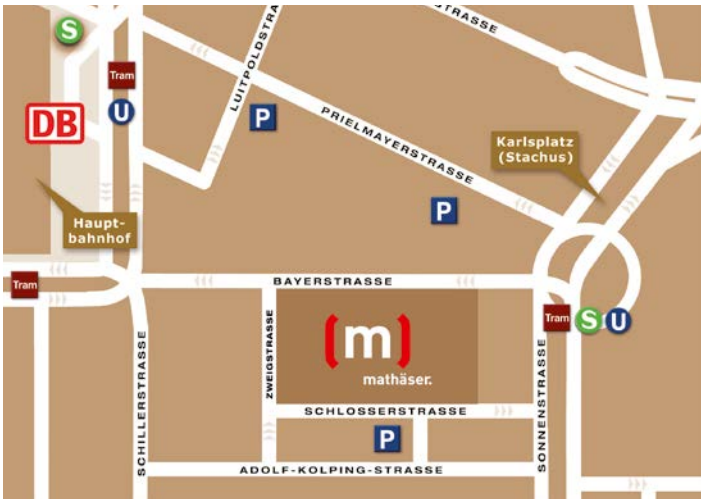 S
STRASSE
Tram
LUITPOLDSTRA
U
DB
P
PRIELMAYERSTRASSE
Karlsplatz
(Stachus)
P
Haupt-
bahnhof
Tram
BAYERSTRASSE
Tram
S
U
ZWEIGSTRASSE
(m)
mathäser.
SCHILLERSTRASSE
SONNENSTRASSE
SCHLOSSERSTRASSE
P
ADOLF-KOLPING-STRASSE